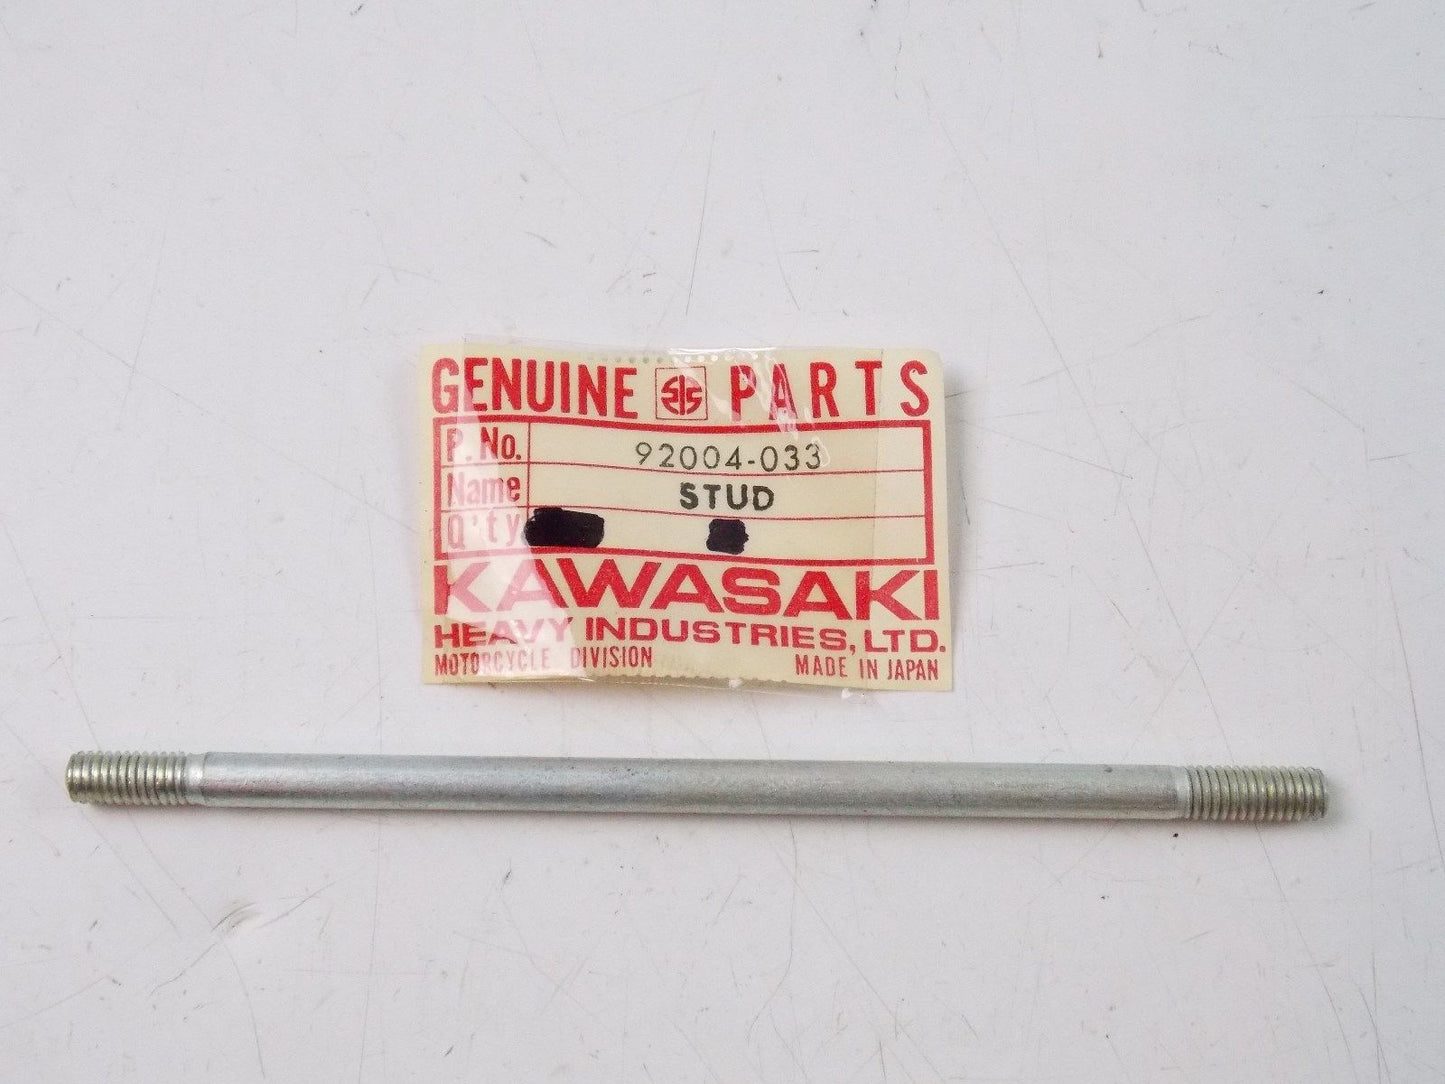 GENUINE PARTS
P. No. 92004-033
Name STUD
Q'ty
KAWASAKI
HEAVY INDUSTRIES, LTD.
MOTORCYCLE DIVISION MADE IN JAPAN